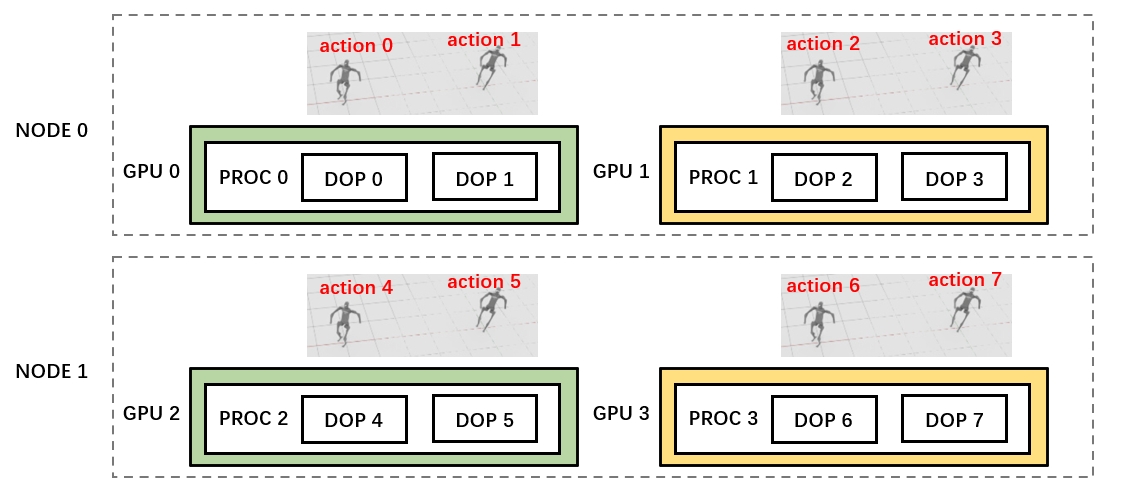 action 0
action 1
action 2
action 3
NODE 0
GPU 0
PROC 0
DOP 0
DOP 1
GPU 1
PROC 1
DOP 2
DOP 3
action 4
action 5
action 6
action 7
NODE 1
GPU 2
PROC 2
DOP 4
DOP 5
GPU 3
PROC 3
DOP 6
DOP 7